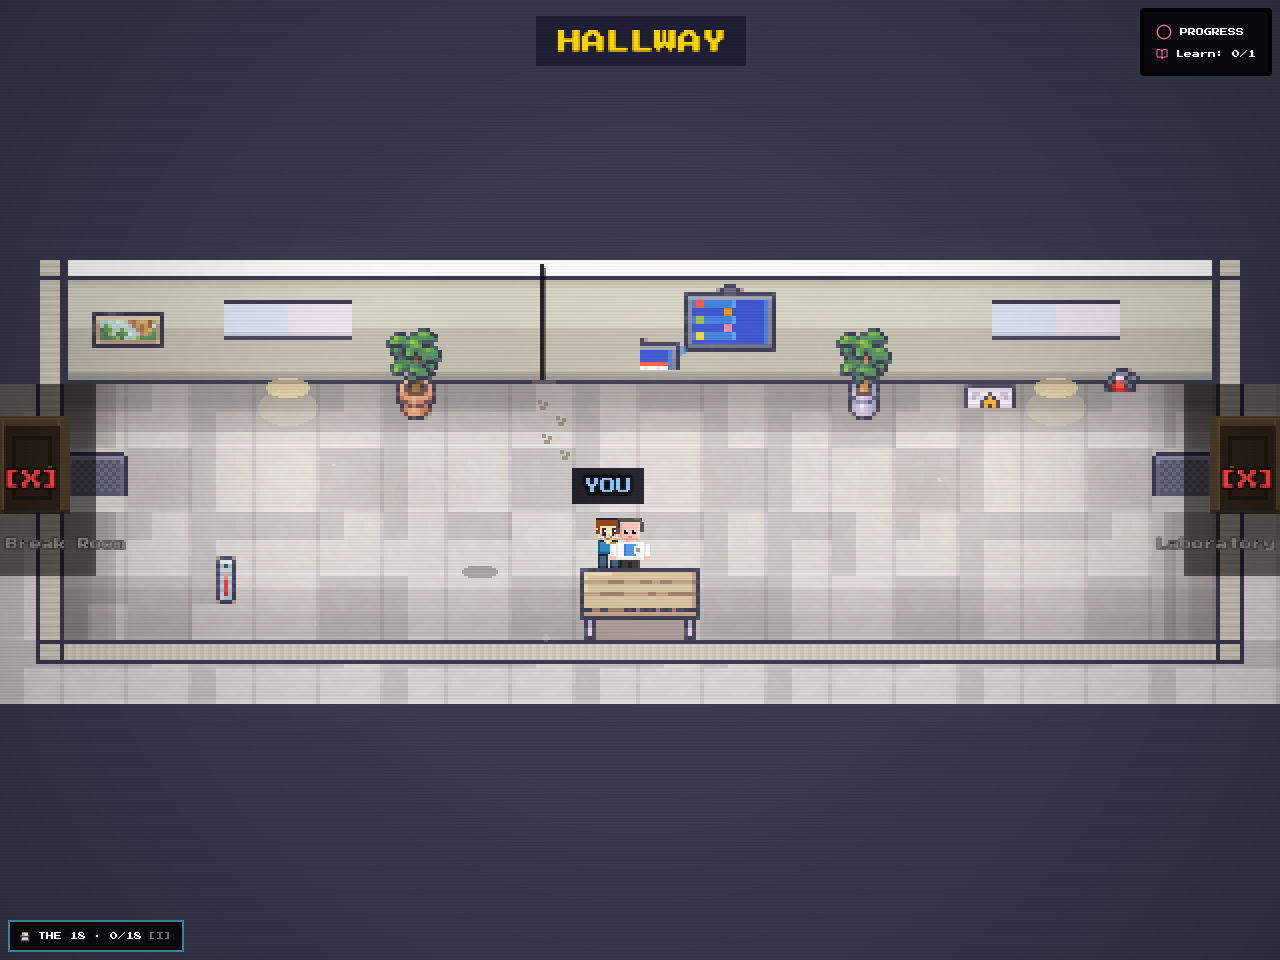 HALLWAY
PROGRESS
Learn: 0/1
[X]
[X]
YOU
Break Room
Laboratory
THE 18 · 0/18 [I]